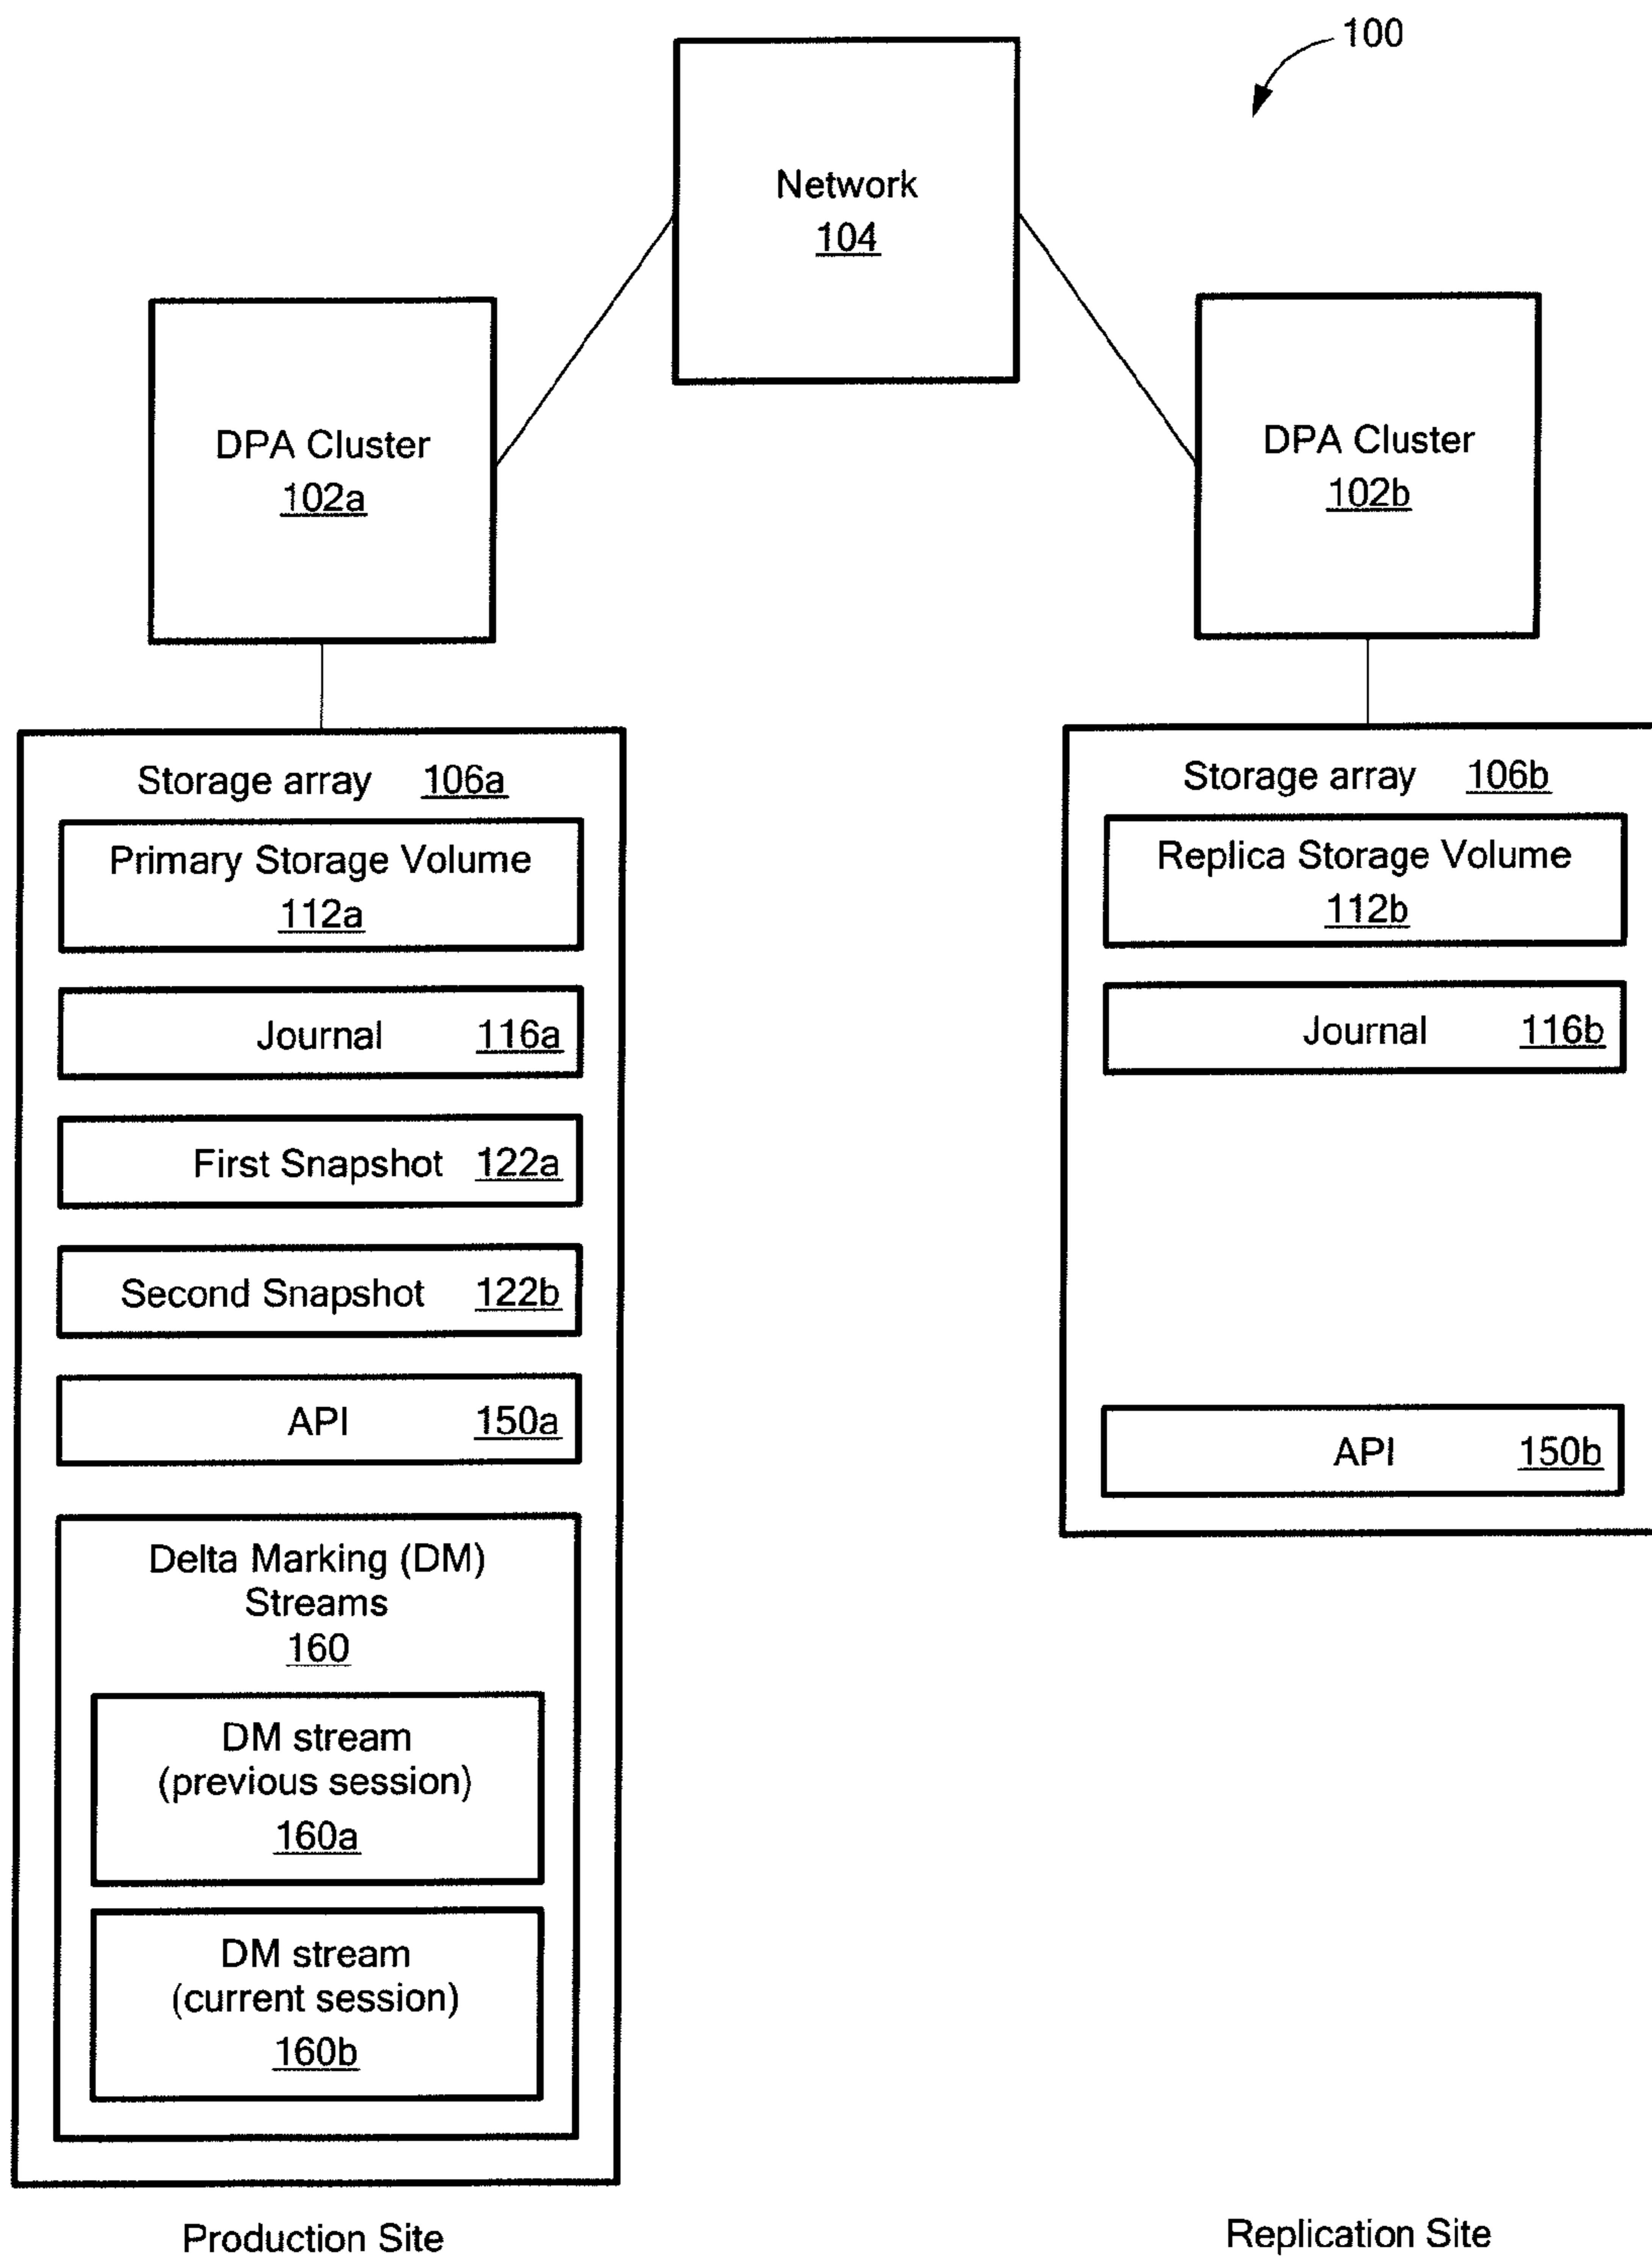 100
Network
104
DPA Cluster
102a
DPA Cluster
102b
Storage array 106a
Primary Storage Volume
112a
Journal 116a
First Snapshot 122a
Second Snapshot 122b
API 150a
Delta Marking (DM)
Streams
160
DM stream
(previous session)
160a
DM stream
(current session)
160b
Production Site
Storage array 106b
Replica Storage Volume
112b
Journal 116b
API 150b
Replication Site